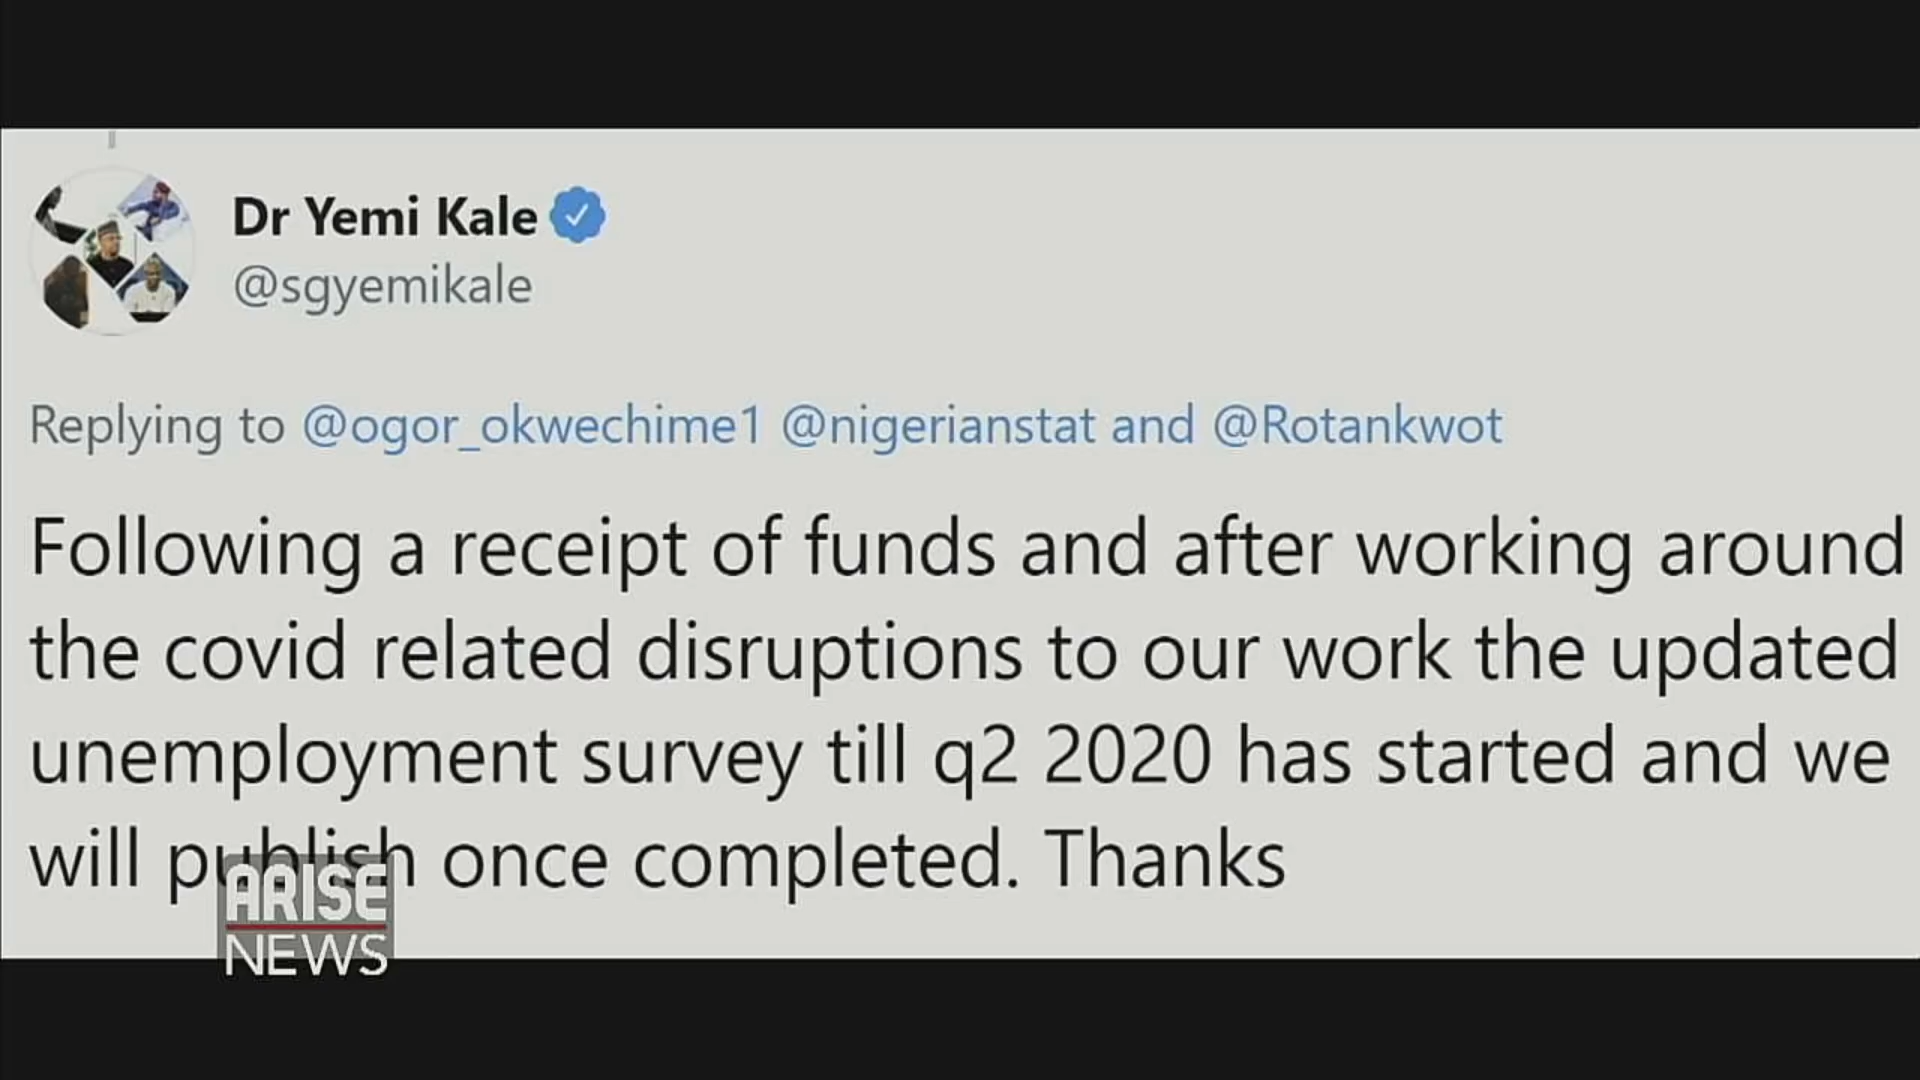 Dr Yemi Kale
@sgyemikale
Replying to @ogor_okwechime1 @nigerianstat and @Rotankwot
Following a receipt of funds and after working around
the covid related disruptions to our work the updated
unemployment survey till q2 2020 has started and we
will publish once completed. Thanks
ARISE
NEWS